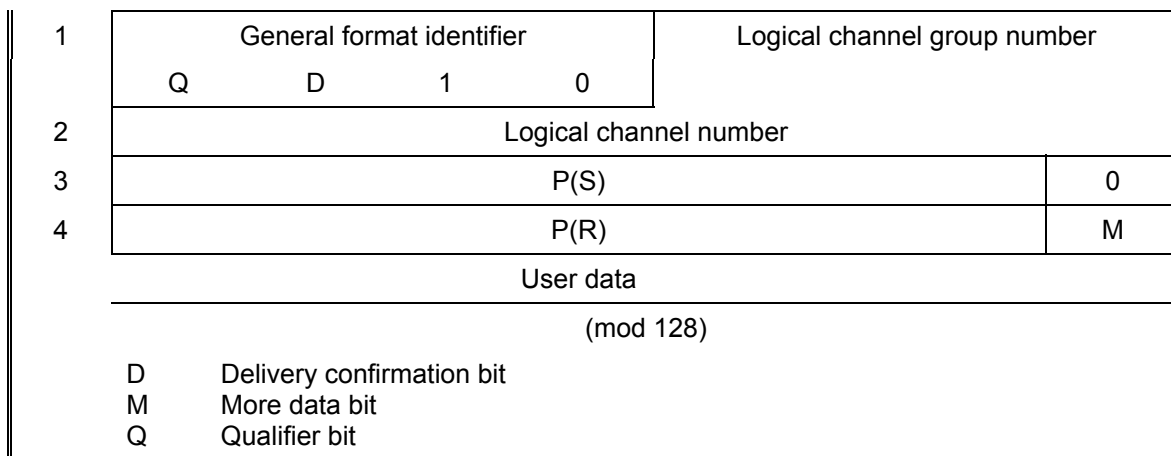 1 General format identifier Logical channel group number
Q D 1 0
2 Logical channel number
3 P(S) 0
4 P(R) M
User data
(mod 128)
D Delivery confirmation bit
M More data bit
Q Qualifier bit